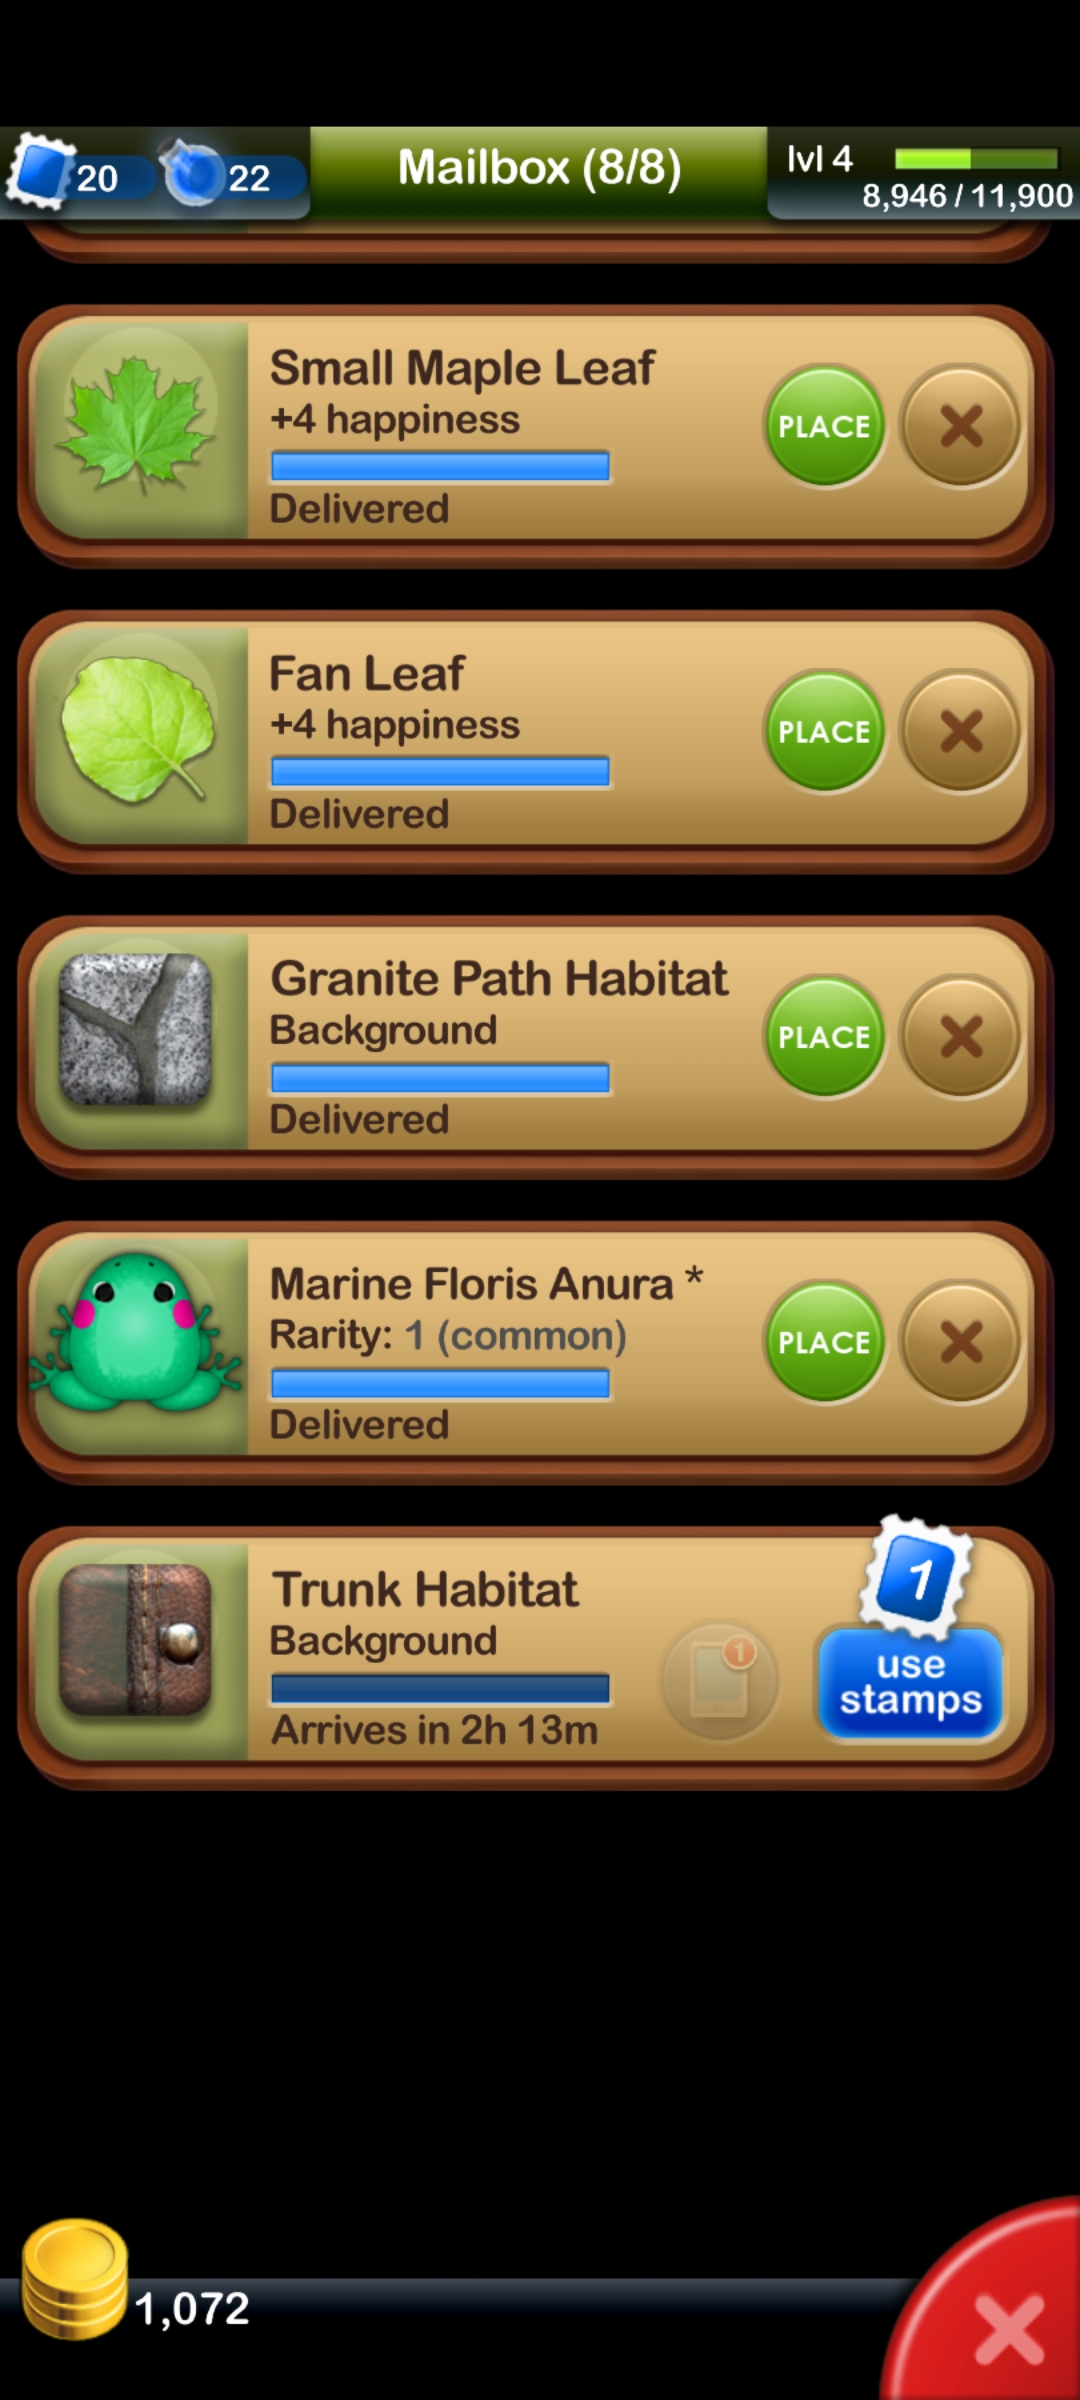 20
22
Mailbox (8/8)
lvl 4
8,946 / 11,900
Small Maple Leaf
+4 happiness
Delivered
PLACE
Fan Leaf
+4 happiness
Delivered
PLACE
Granite Path Habitat
Background
Delivered
PLACE
Marine Floris Anura *
Rarity: 1 (common)
Delivered
PLACE
Trunk Habitat
Background
Arrives in 2h 13m
1
1
use
stamps
1,072